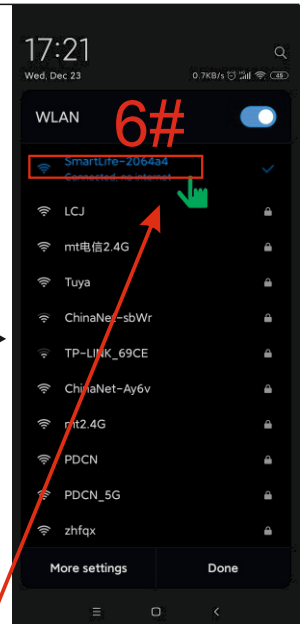 17:21
Wed, Dec 23
0.7KB/s
48
WLAN
6#
SmartLife-2064a4
Connected, no internet
LCJ
mt电信2.4G
Tuya
ChinaNet-sbWr
TP-LINK_69CE
ChinaNet-Ay6v
mt2.4G
PDCN
PDCN_5G
zhfqx
More settings
Done